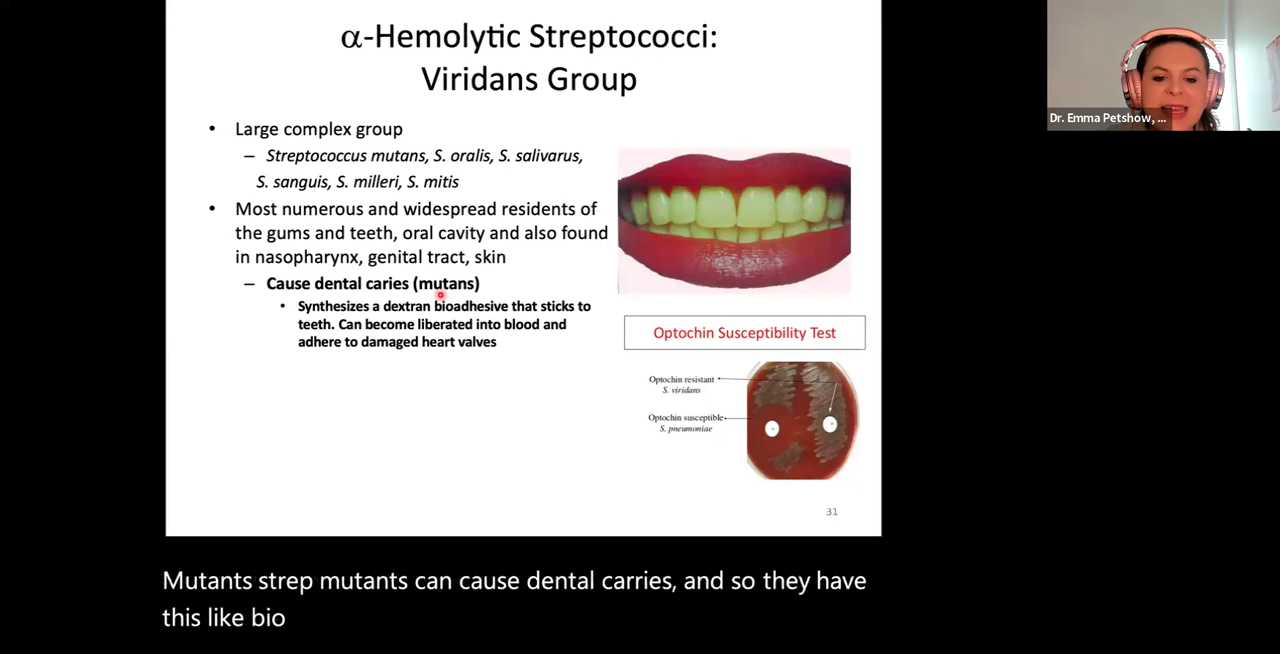 α-Hemolytic Streptococci:
Viridans Group
Dr. Emma Petshow, ...
• Large complex group
– Streptococcus mutans, S. oralis, S. salivarus,
S. sanguis, S. milleri, S. mitis
• Most numerous and widespread residents of
the gums and teeth, oral cavity and also found
in nasopharynx, genital tract, skin
– Cause dental caries (mutans)
• Synthesizes a dextran bioadhesive that sticks to
teeth. Can become liberated into blood and
adhere to damaged heart valves
Optochin Susceptibility Test
Optochin resistant
S. viridans
Optochin susceptible
S. pneumoniae
31
Mutants strep mutants can cause dental carries, and so they have
this like bio